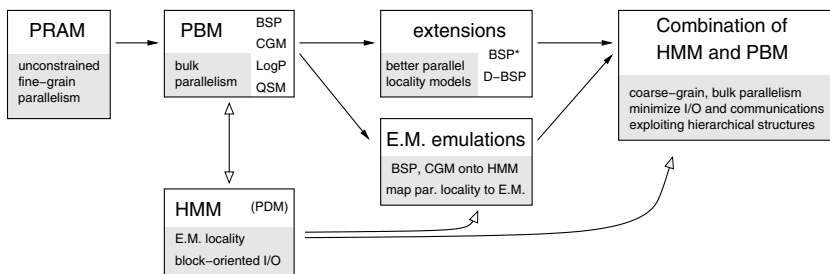 PRAM
unconstrained
fine−grain
parallelism
PBM
BSP
CGM
LogP
QSM
bulk
parallelism
extensions
better parallel
locality models
BSP*
D−BSP
Combination of
HMM and PBM
coarse−grain, bulk parallelism
minimize I/O and communications
exploiting hierarchical structures
E.M. emulations
BSP, CGM onto HMM
map par. locality to E.M.
HMM (PDM)
E.M. locality
block−oriented I/O